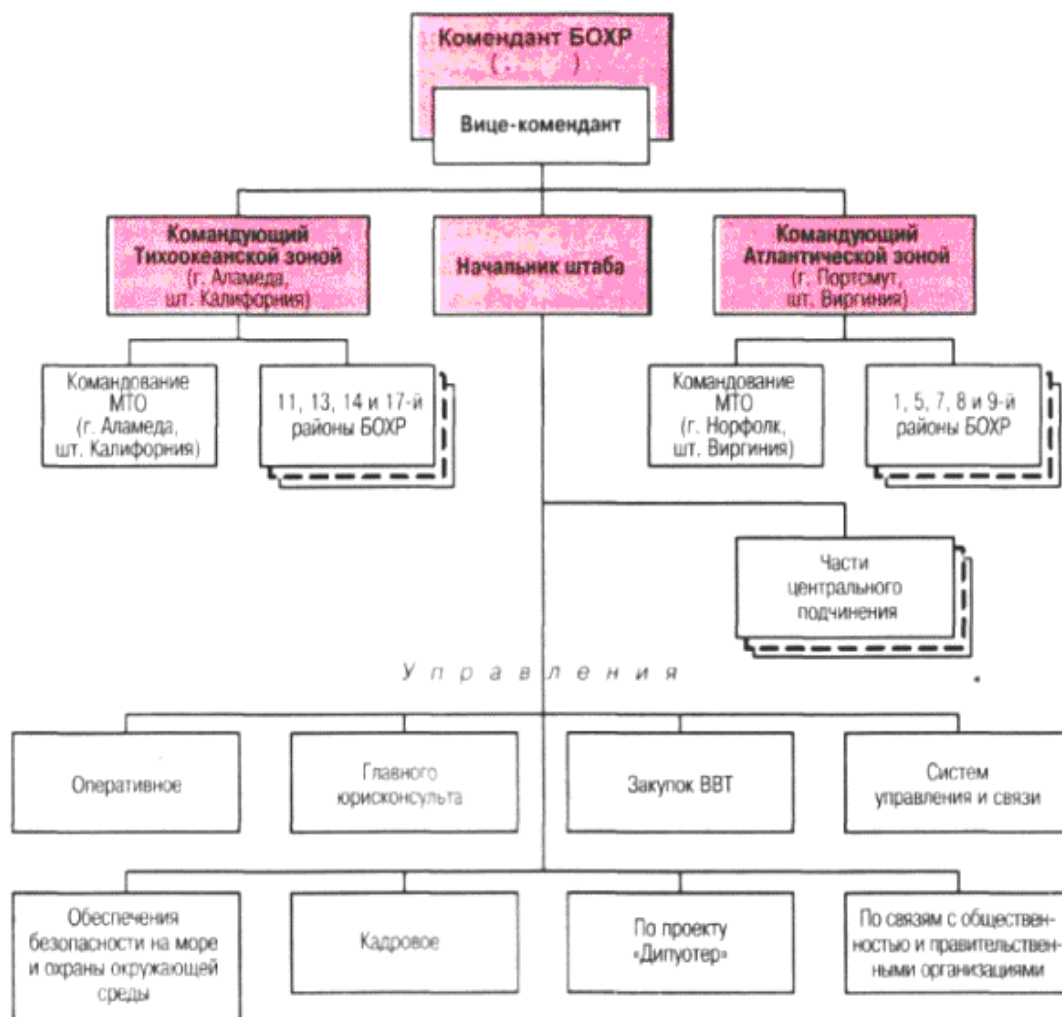 Комендант БОХР
( . )
Вице-комендант
Командующий
Тихоокеанской зоной
(г. Аламеда,
шт. Калифорния)
Начальник штаба
Командующий
Атлантической зоной
(г. Портсмут,
шт. Виргиния)
Командование
МТО
(г. Аламеда,
шт. Калифорния)
11, 13, 14 и 17-й
районы БОХР
Командование
МТО
(г. Норфолк,
шт. Виргиния)
1, 5, 7, 8 и 9-й
районы БОХР
Части
центрального
подчинения
Управления
Оперативное
Главного
юрисконсульта
Закупок ВВТ
Систем
управления и связи
Обеспечения
безопасности на море
и охраны окружающей
среды
Кадровое
По проекту
«Дипуотер»
По связям с обществен-
ностью и правительствен-
ными организациями